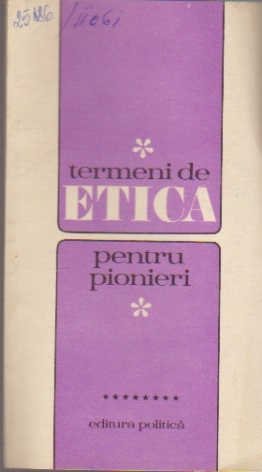 *
termeni de
ETICA
pentru
pionieri
*
*********
editura politică